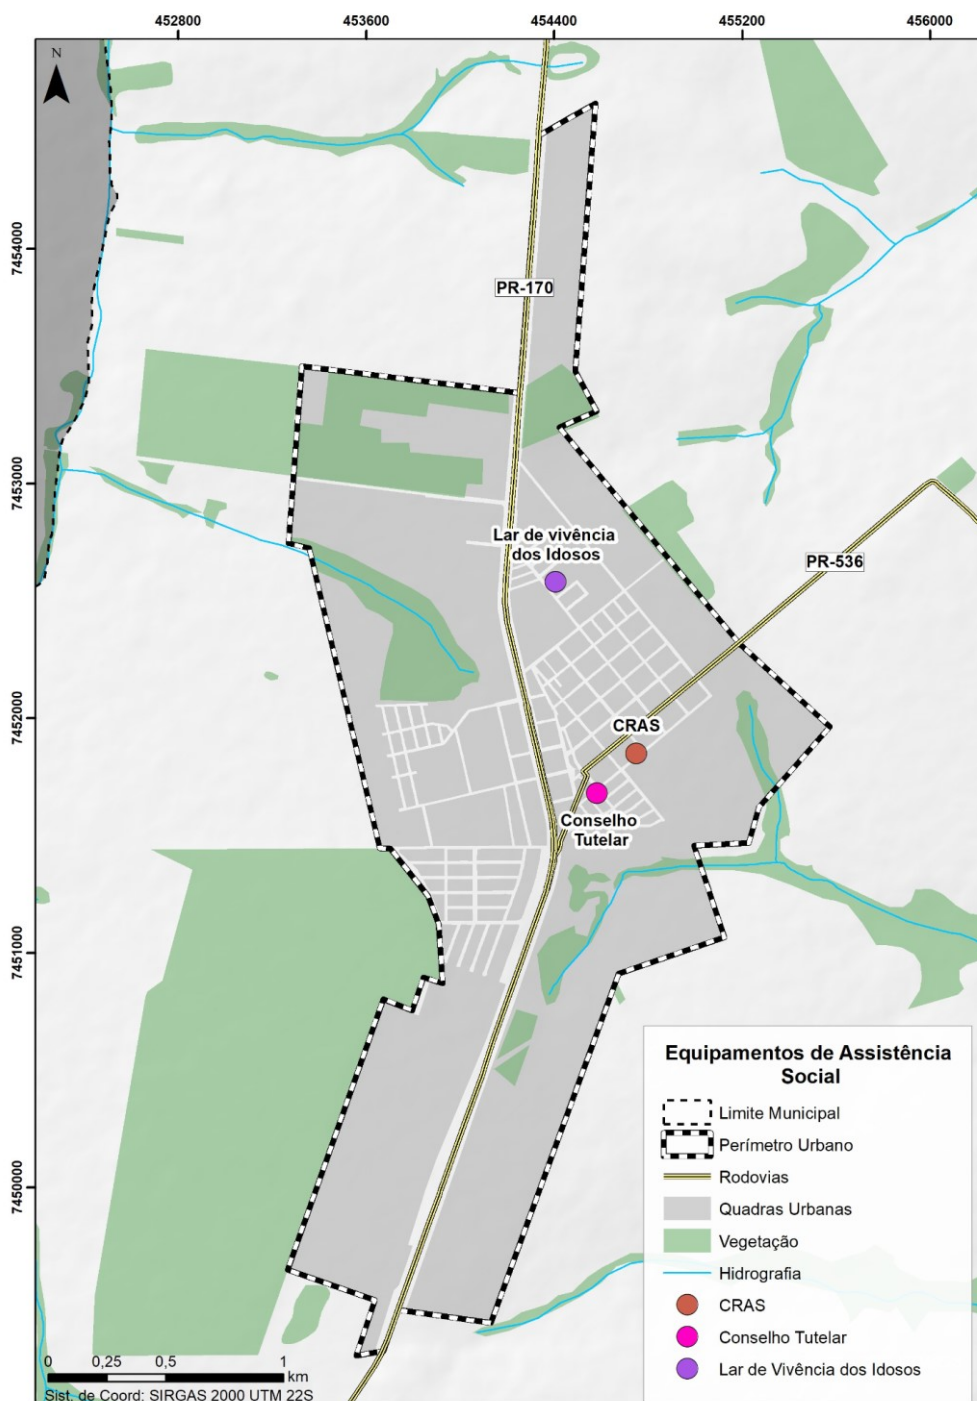 452800 453600 454400 455200 456000
N
7454000
PR-170
7453000
Lar de vivência
dos Idosos
PR-536
7452000
CRAS
Conselho
Tutelar
7451000
7450000
Equipamentos de Assistência
Social
Limite Municipal
Perímetro Urbano
Rodovias
Quadras Urbanas
Vegetação
Hidrografia
CRAS
Conselho Tutelar
Lar de Vivência dos Idosos
0 0,25 0,5 1
km
Sist. de Coord: SIRGAS 2000 UTM 22S